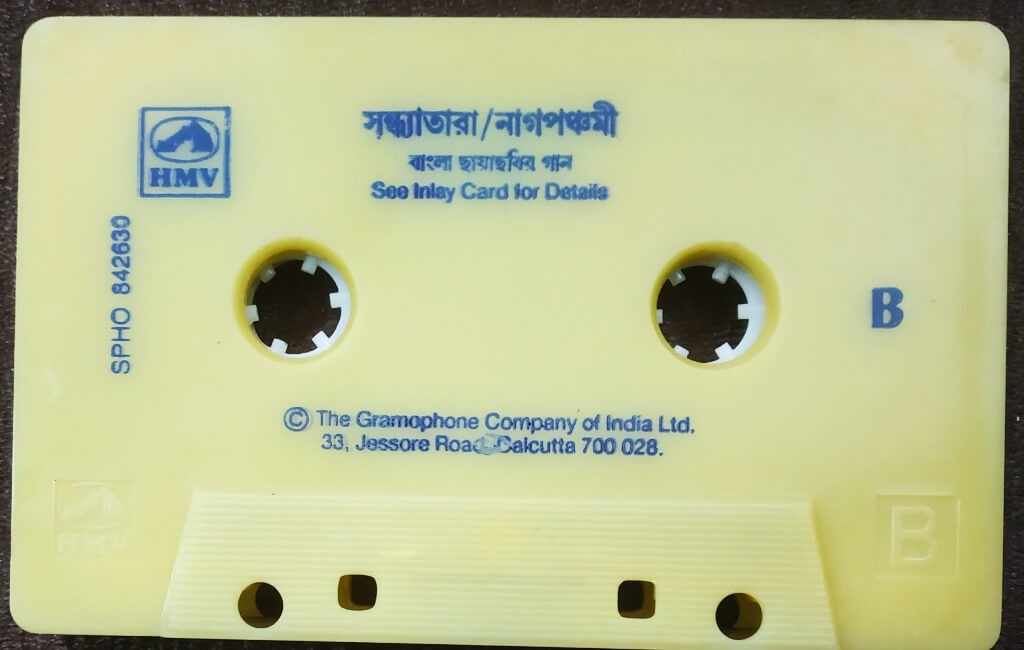 HMV
সন্ধ্যাতারা/নাগপঞ্চমী
বাংলা ছায়াছবির গান
See Inlay Card for Details
SPHO 842630
B
© The Gramophone Company of India Ltd.
33, Jessore Road, Calcutta 700 028.
HMV
B